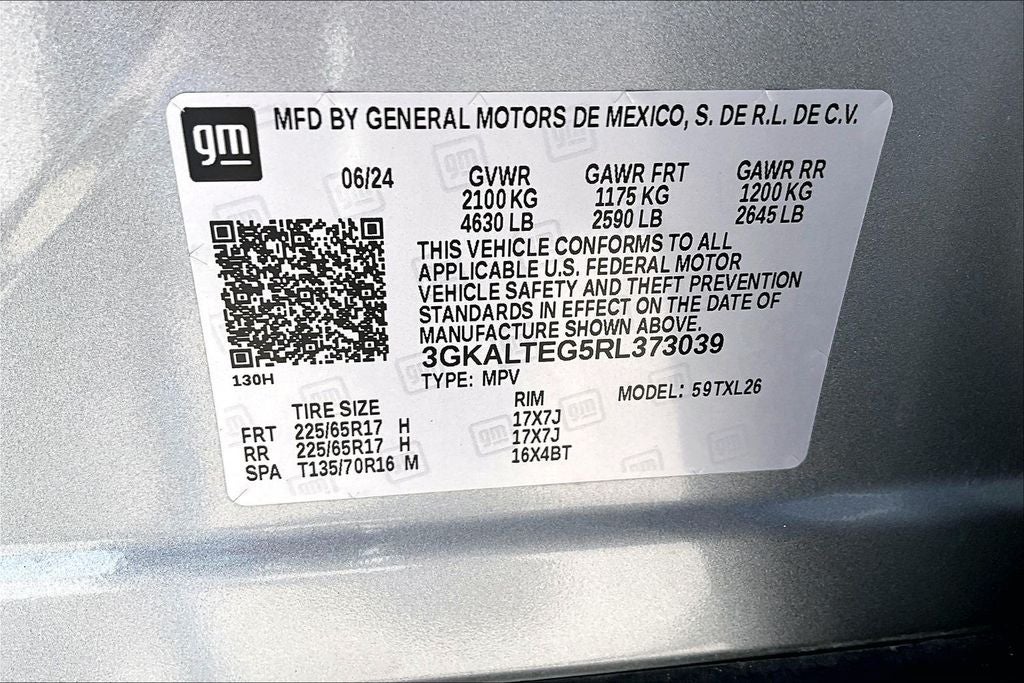 gm
MFD BY GENERAL MOTORS DE MEXICO, S. DE R.L. DE C.V.
06/24 GVWR GAWR FRT GAWR RR
2100 KG 1175 KG 1200 KG
4630 LB 2590 LB 2645 LB
THIS VEHICLE CONFORMS TO ALL
APPLICABLE U.S. FEDERAL MOTOR
VEHICLE SAFETY AND THEFT PREVENTION
STANDARDS IN EFFECT ON THE DATE OF
MANUFACTURE SHOWN ABOVE.
3GKALTEG5RL373039
130H
TYPE: MPV MODEL: 59TXL26
TIRE SIZE RIM
FRT 225/65R17 H 17X7J
RR 225/65R17 H 17X7J
SPA T135/70R16 M 16X4BT